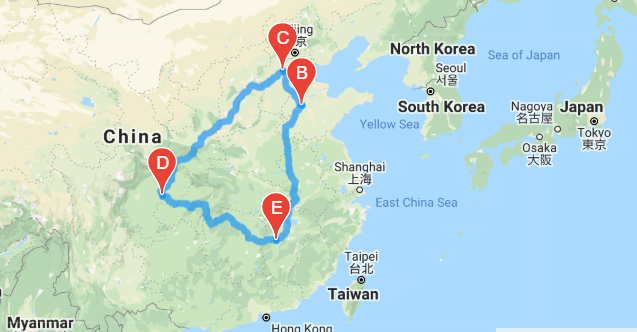 C
ijing
京
B
North Korea
Sea of Japan
Seoul
서울
South Korea
Nagoya
名古屋
Japan
Tokyo
東京
Osaka
大阪
Yellow Sea
China
D
Shanghai
上海
East China Sea
E
Taipei
台北
Taiwan
Myanmar
Hong Kong